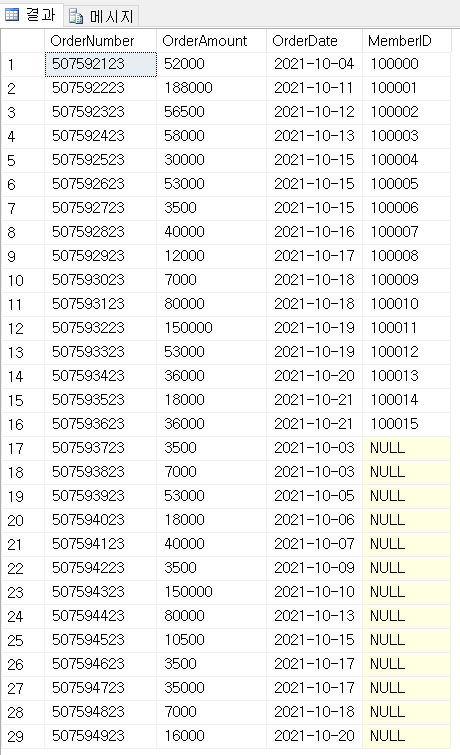 결과 메시지
OrderNumber OrderAmount OrderDate MemberID
1 507592123 52000 2021-10-04 100000
2 507592223 188000 2021-10-11 100001
3 507592323 56500 2021-10-12 100002
4 507592423 58000 2021-10-13 100003
5 507592523 30000 2021-10-15 100004
6 507592623 53000 2021-10-15 100005
7 507592723 3500 2021-10-15 100006
8 507592823 40000 2021-10-16 100007
9 507592923 12000 2021-10-17 100008
10 507593023 7000 2021-10-18 100009
11 507593123 80000 2021-10-18 100010
12 507593223 150000 2021-10-19 100011
13 507593323 53000 2021-10-19 100012
14 507593423 36000 2021-10-20 100013
15 507593523 18000 2021-10-21 100014
16 507593623 36000 2021-10-21 100015
17 507593723 3500 2021-10-03 NULL
18 507593823 7000 2021-10-03 NULL
19 507593923 53000 2021-10-05 NULL
20 507594023 18000 2021-10-06 NULL
21 507594123 40000 2021-10-07 NULL
22 507594223 3500 2021-10-09 NULL
23 507594323 150000 2021-10-10 NULL
24 507594423 80000 2021-10-13 NULL
25 507594523 10500 2021-10-15 NULL
26 507594623 3500 2021-10-17 NULL
27 507594723 35000 2021-10-17 NULL
28 507594823 7000 2021-10-18 NULL
29 507594923 16000 2021-10-20 NULL